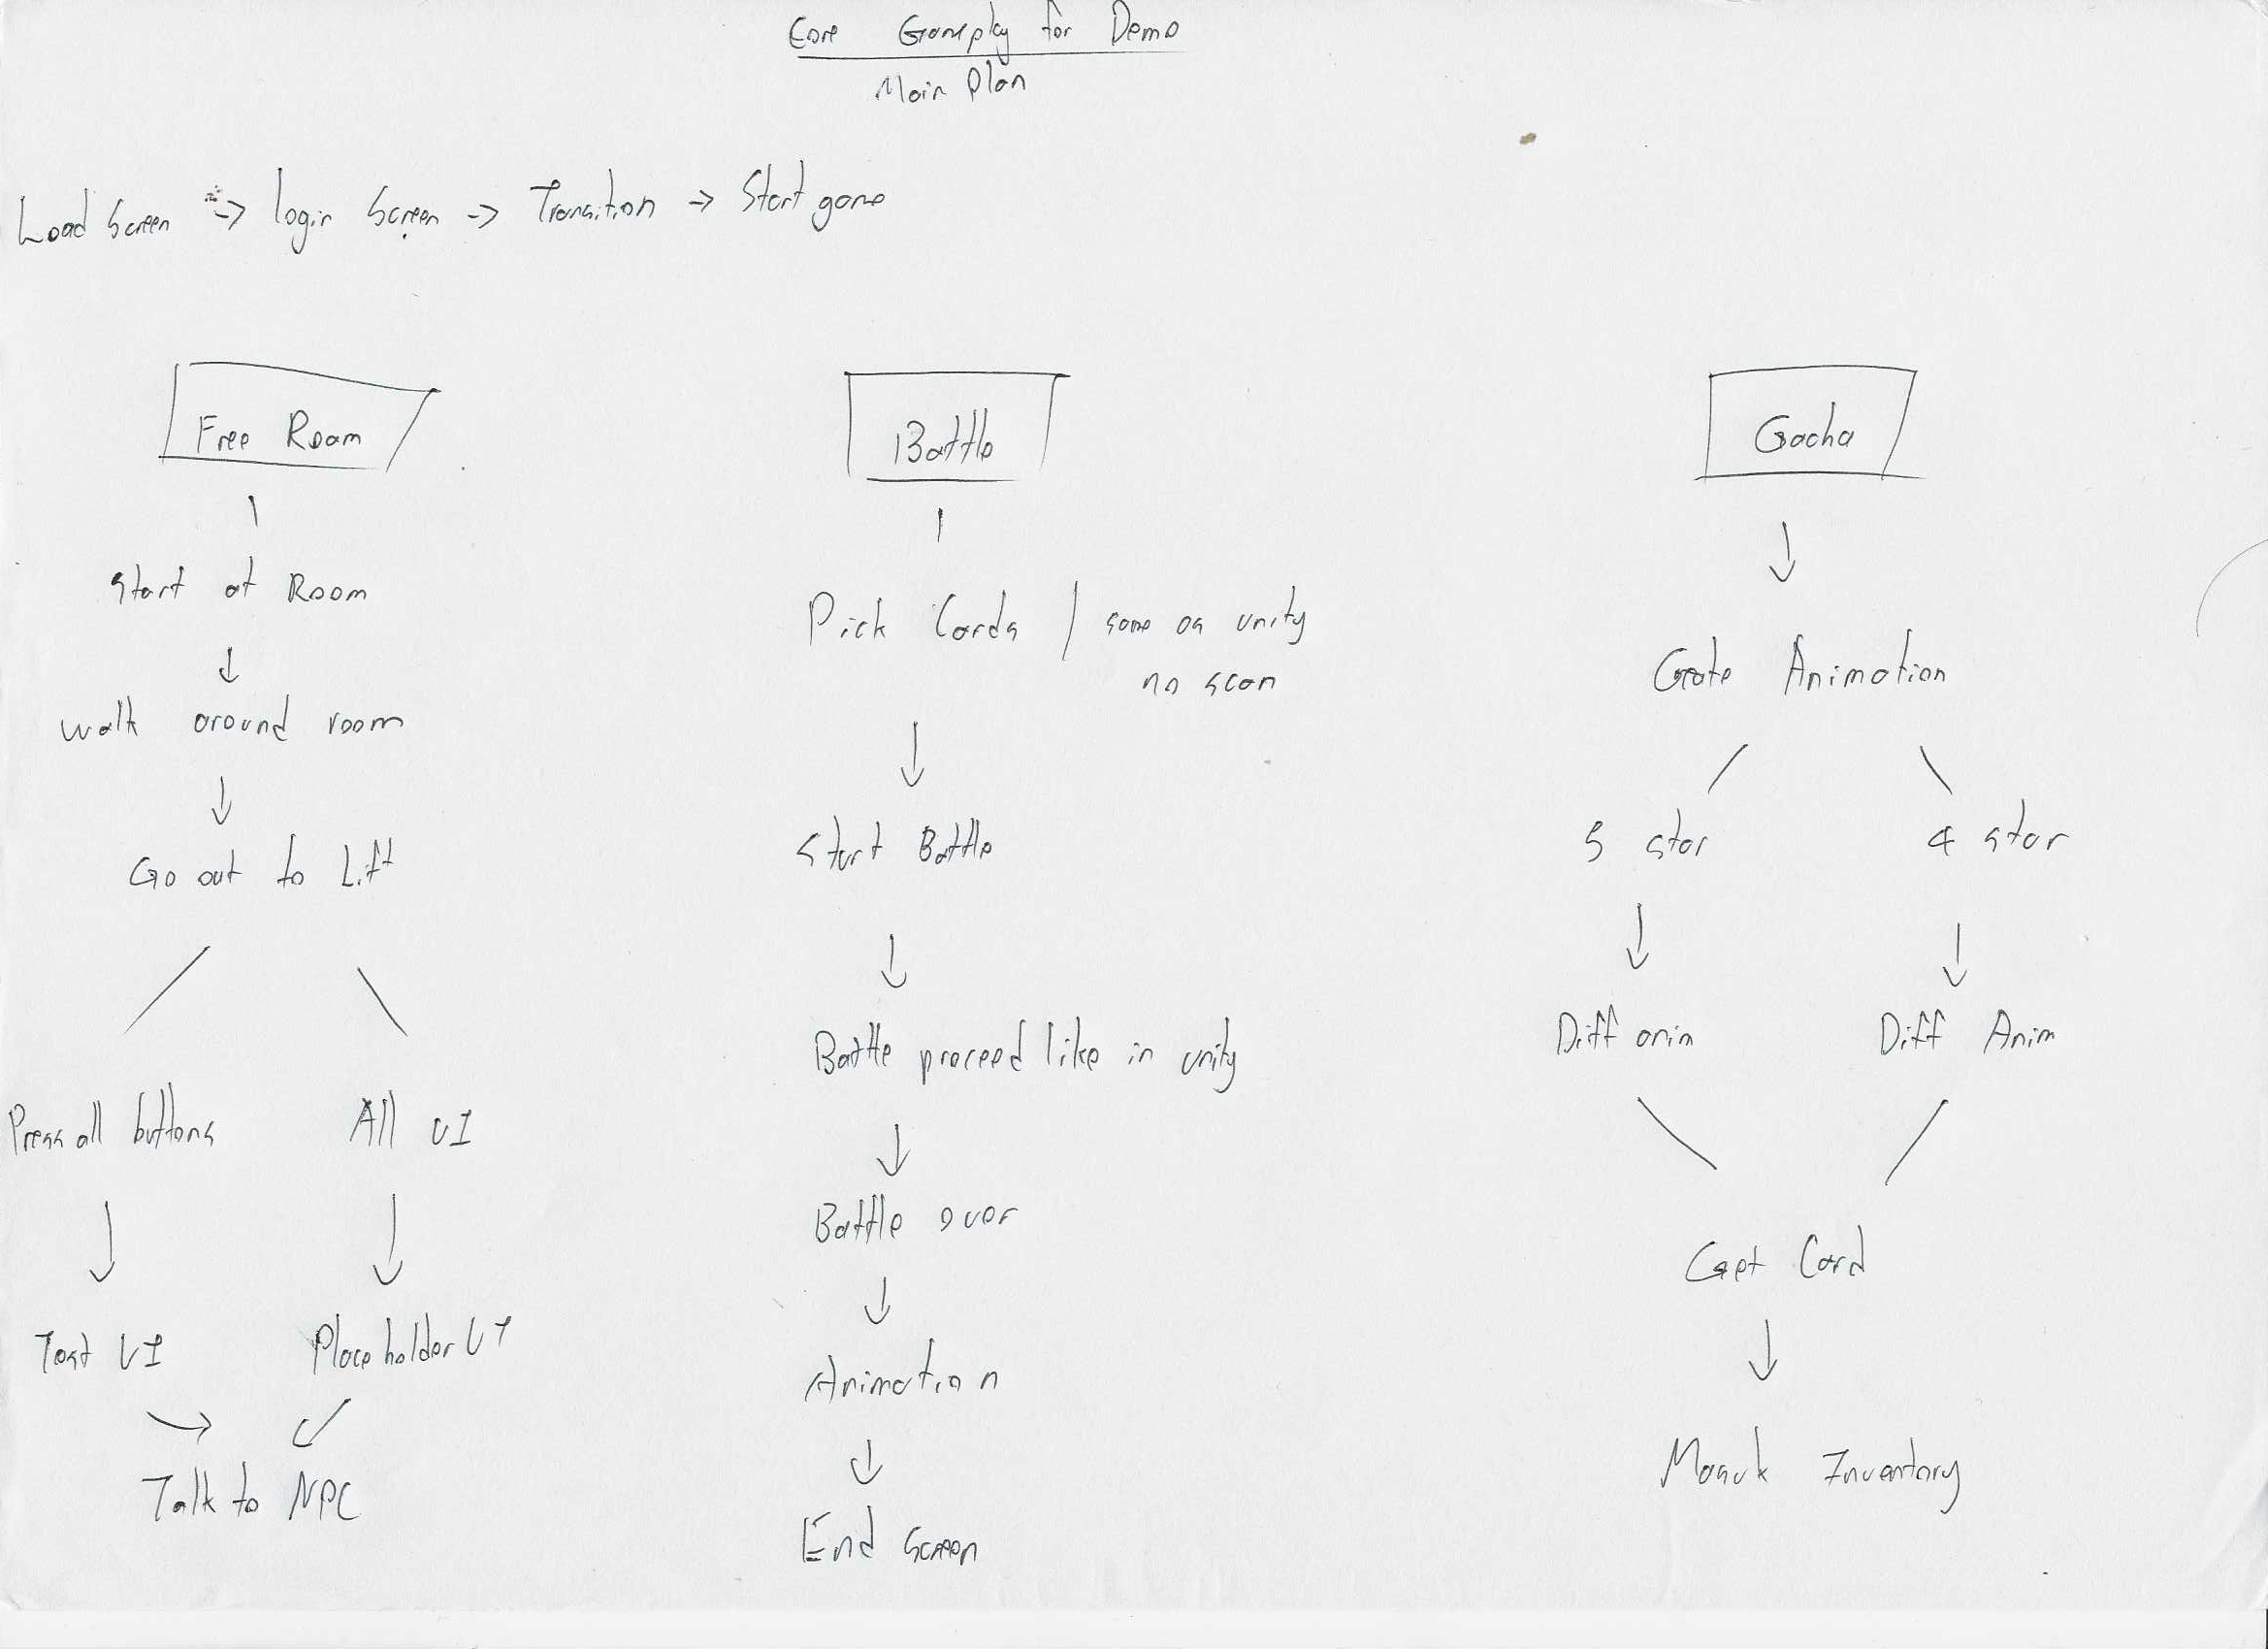 Core Gameplay for Demo
Main Plan
Load Screen -> login Screen -> Transition -> Start game
Free Roam
Start at Room
walk around room
Go out to Lift
Press all buttons
All UI
Test UI
Placeholder UI
Talk to NPC
Battle
Pick Cards / same as unity
no scan
Start Battle
Battle proceed like in unity
Battle over
Animation
End Screen
Gacha
Gate Animation
5 star
4 star
Diff anim
Diff Anim
Get Card
Masuk Inventory